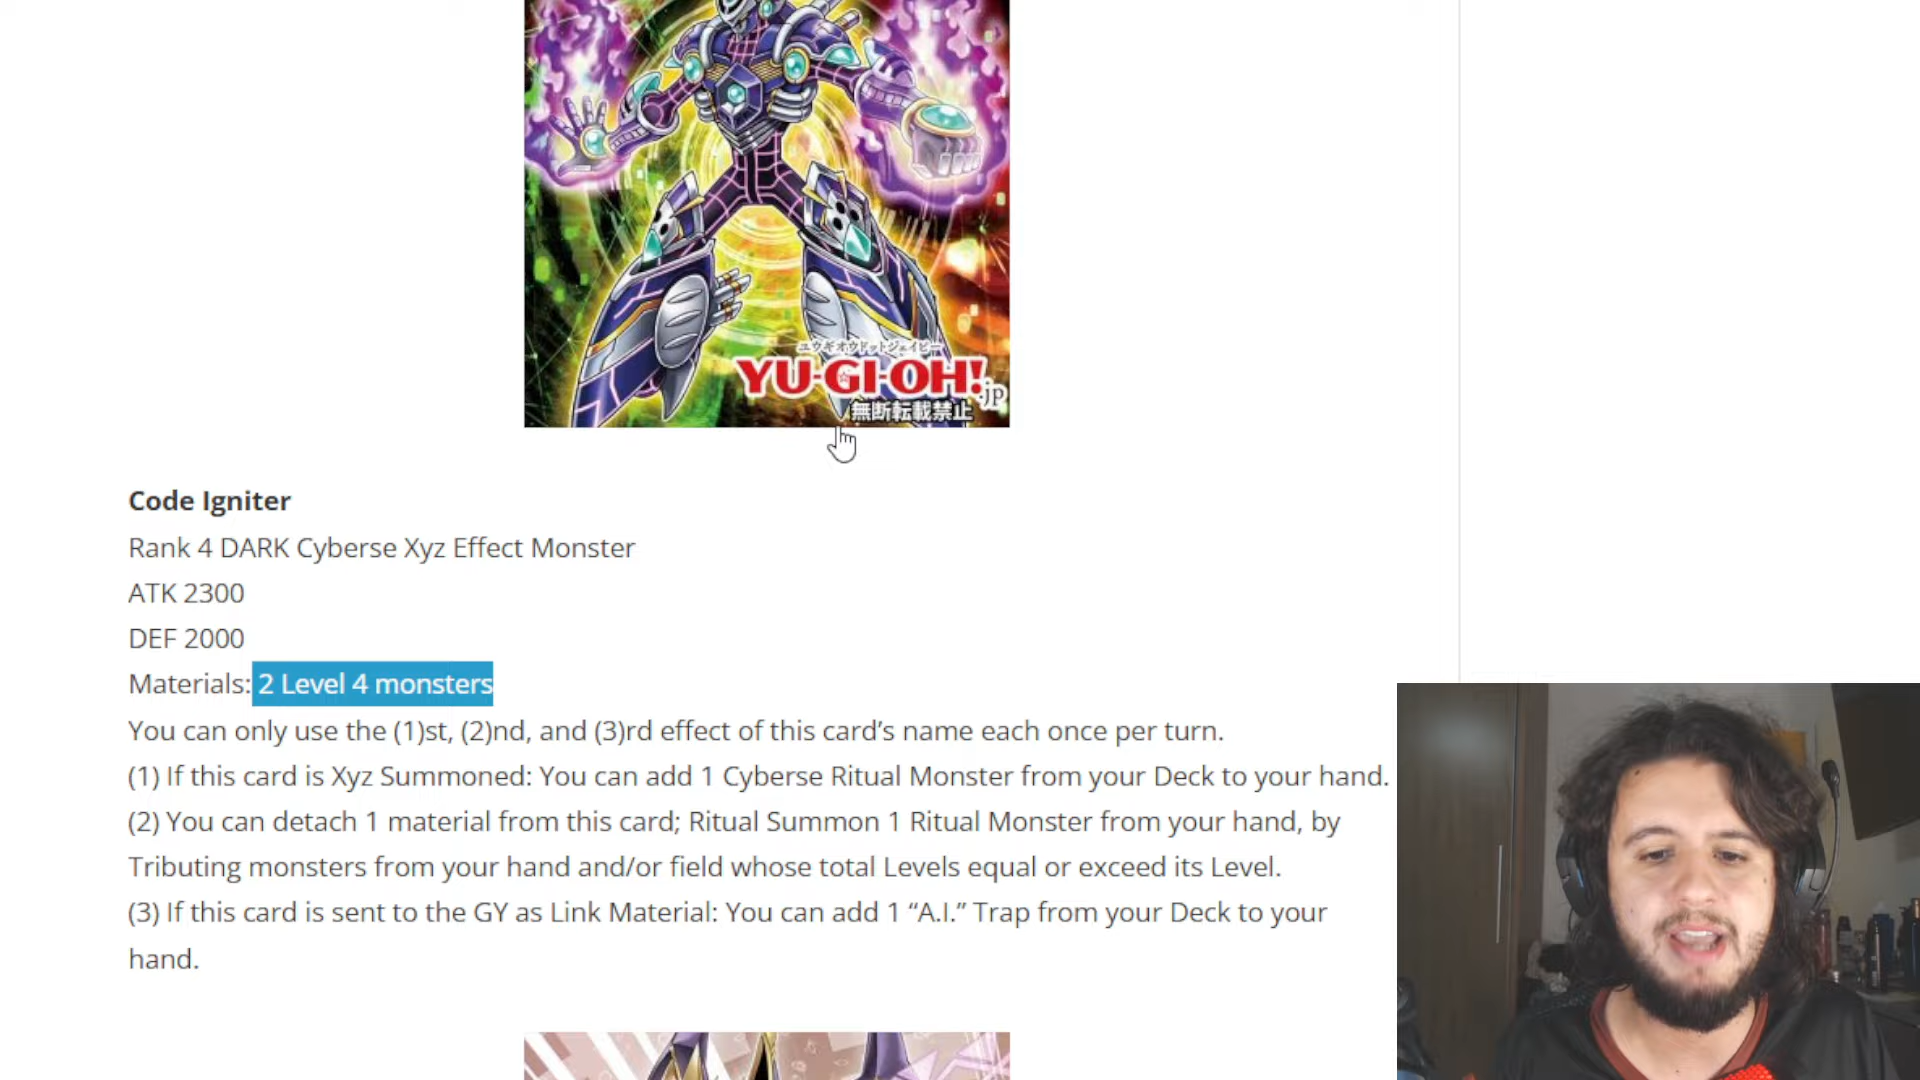 ユウギオウドットジェイピー
YU-GI-OH!
.jp
無断転載禁止
Code Igniter
Rank 4 DARK Cyberse Xyz Effect Monster
ATK 2300
DEF 2000
Materials: 2 Level 4 monsters
You can only use the (1)st, (2)nd, and (3)rd effect of this card’s name each once per turn.
(1) If this card is Xyz Summoned: You can add 1 Cyberse Ritual Monster from your Deck to your hand.
(2) You can detach 1 material from this card; Ritual Summon 1 Ritual Monster from your hand, by
Tributing monsters from your hand and/or field whose total Levels equal or exceed its Level.
(3) If this card is sent to the GY as Link Material: You can add 1 “A.I.” Trap from your Deck to your
hand.